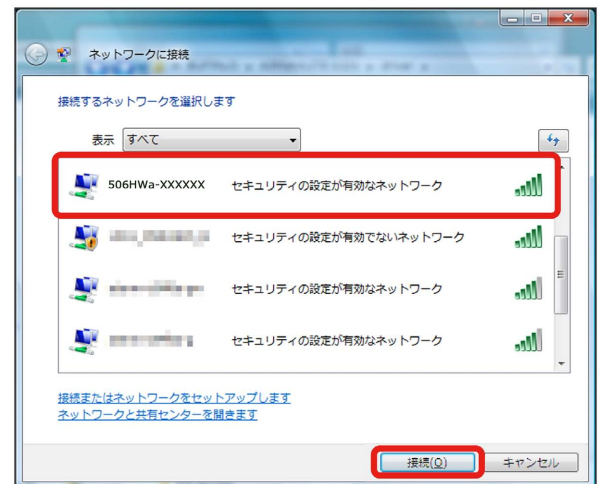 ネットワークに接続
接続するネットワークを選択します
表示 すべて
506HWa-XXXXXX セキュリティの設定が有効なネットワーク
セキュリティの設定が有効でないネットワーク
セキュリティの設定が有効なネットワーク
セキュリティの設定が有効なネットワーク
接続またはネットワークをセットアップします
ネットワークと共有センターを開きます
接続(O) キャンセル